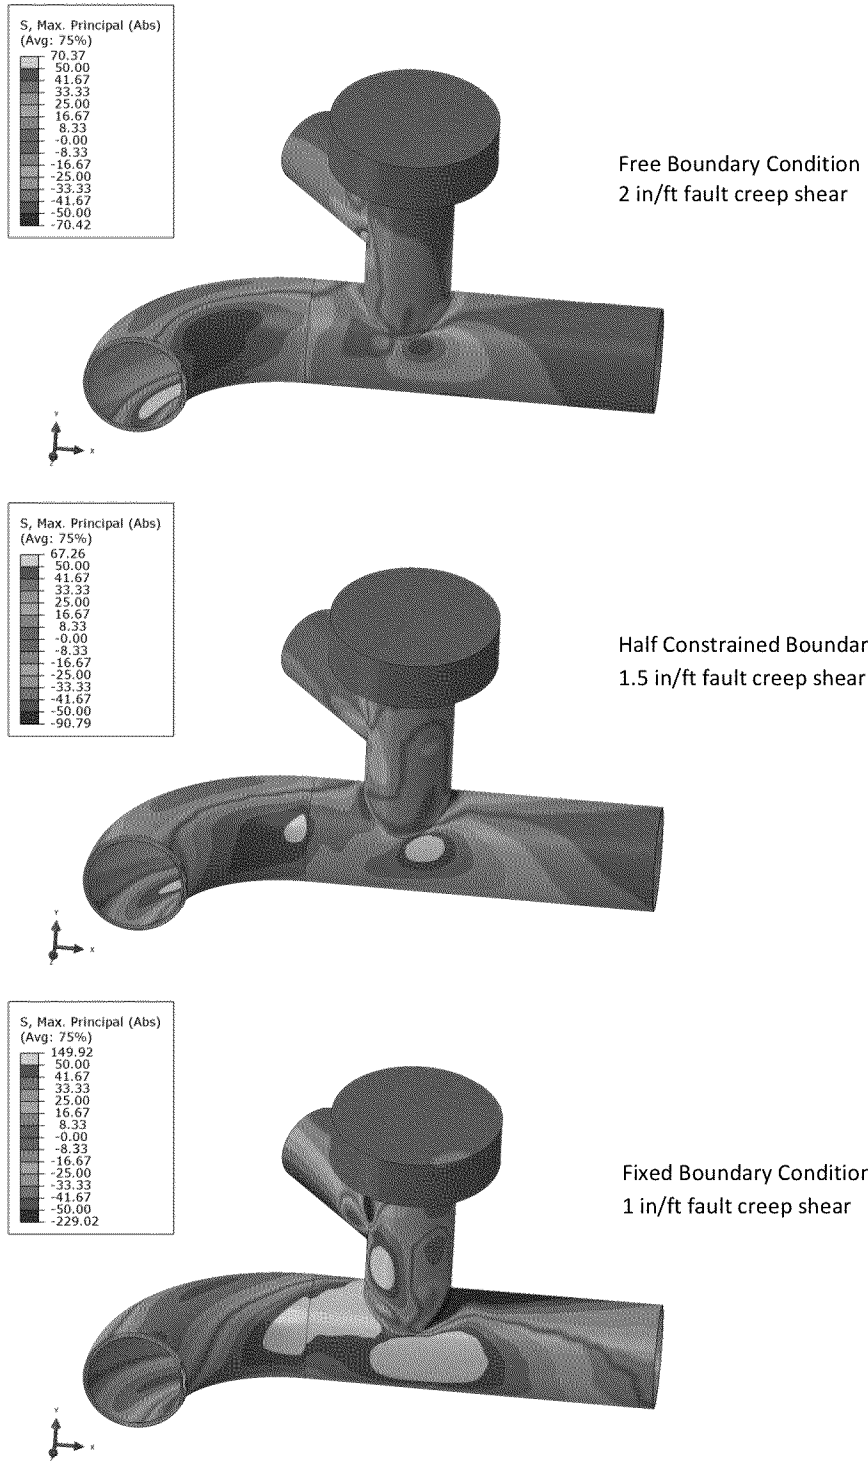 S, Max. Principal (Abs)
(Avg: 75%)
70.37
50.00
41.67
33.33
25.00
16.67
8.33
-0.00
-8.33
-16.67
-25.00
-33.33
-41.67
-50.00
-70.42
Free Boundary Condition
2 in/ft fault creep shear
Y
X
Z
S, Max. Principal (Abs)
(Avg: 75%)
67.26
50.00
41.67
33.33
25.00
16.67
8.33
-0.00
-8.33
-16.67
-25.00
-33.33
-41.67
-50.00
-90.79
Half Constrained Boundar
1.5 in/ft fault creep shear
Y
X
Z
S, Max. Principal (Abs)
(Avg: 75%)
149.92
50.00
41.67
33.33
25.00
16.67
8.33
-0.00
-8.33
-16.67
-25.00
-33.33
-41.67
-50.00
-229.02
Fixed Boundary Condition
1 in/ft fault creep shear
Y
X
Z